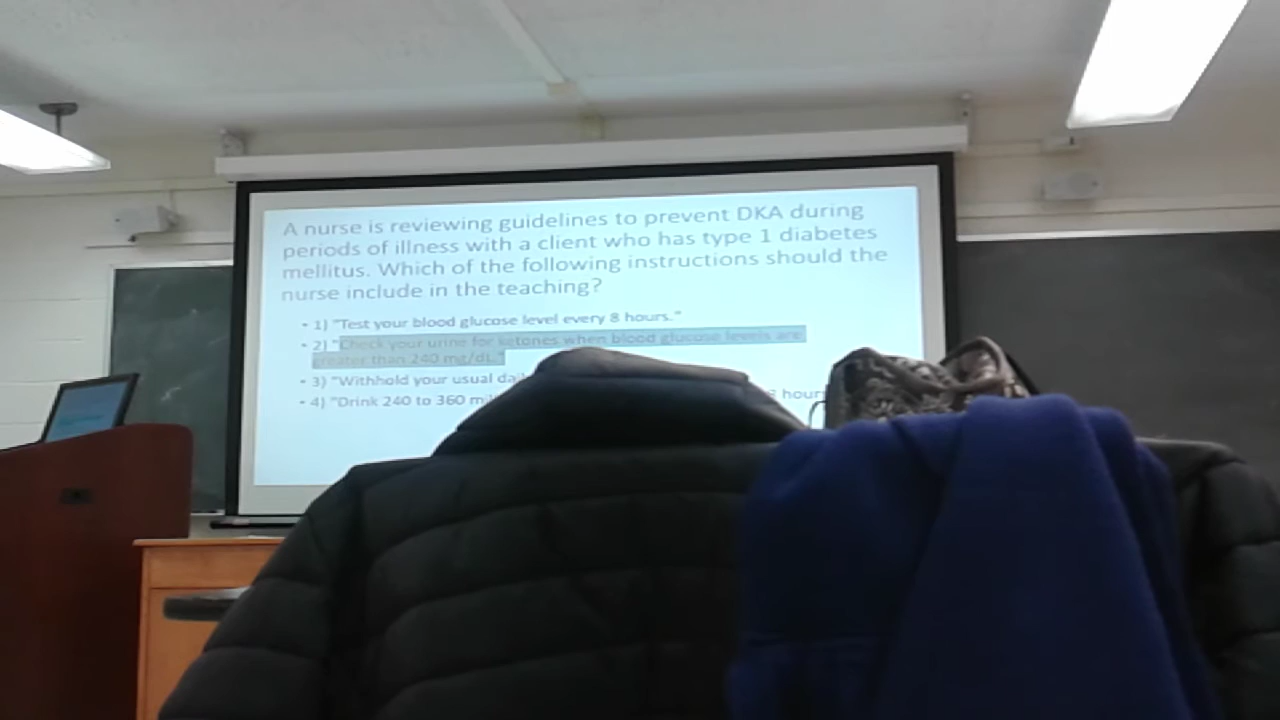 A nurse is reviewing guidelines to prevent DKA during
periods of illness with a client who has type 1 diabetes
mellitus. Which of the following instructions should the
nurse include in the teaching?
• 1) "Test your blood glucose level every 8 hours."
• 2) "Check your urine for ketones when blood glucose levels are
greater than 240 mg/dL."
• 3) "Withhold your usual
• 4) "Drink 240 to 360 hours